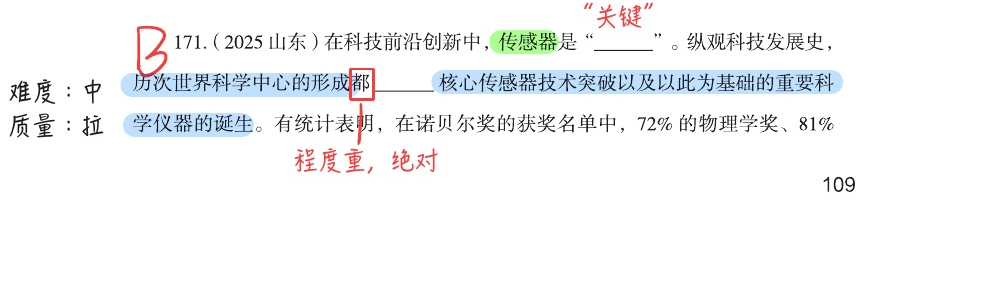 “关键”
B 171.（2025 山东）在科技前沿创新中，传感器是“______”。纵观科技发展史，
难度：中 历次世界科学中心的形成都______核心传感器技术突破以及以此为基础的重要科
质量：拉 学仪器的诞生。有统计表明，在诺贝尔奖的获奖名单中，72% 的物理学奖、81%
程度重，绝对
109